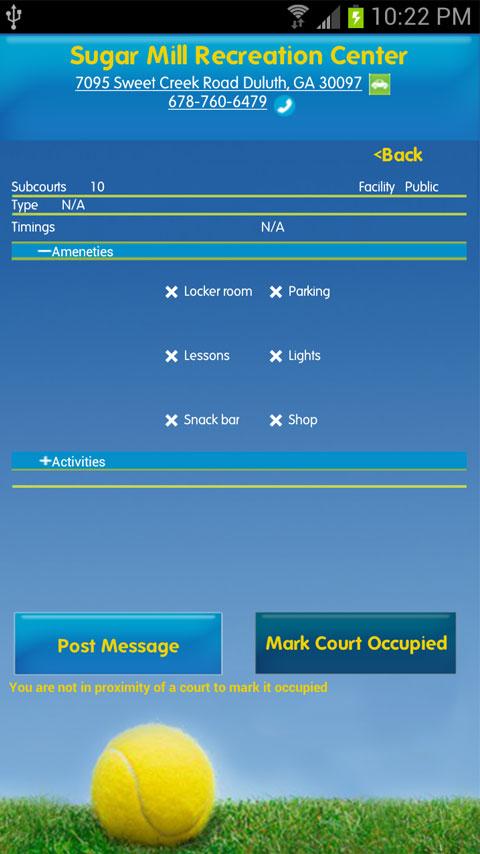 10:22 PM
Sugar Mill Recreation Center
7095 Sweet Creek Road Duluth, GA 30097
678-760-6479
<Back
Subcourts 10 Facility Public
Type N/A
Timings N/A
—Ameneties
✕ Locker room ✕ Parking
✕ Lessons ✕ Lights
✕ Snack bar ✕ Shop
+Activities
Post Message Mark Court Occupied
You are not in proximity of a court to mark it occupied